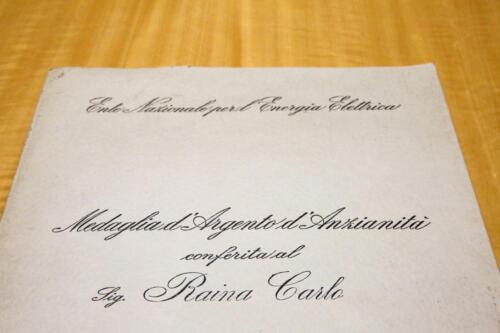 Ente Nazionale per l'Energia Elettrica
Medaglia d'Argento d'Anzianità
conferita al
Sig. Raina Carlo